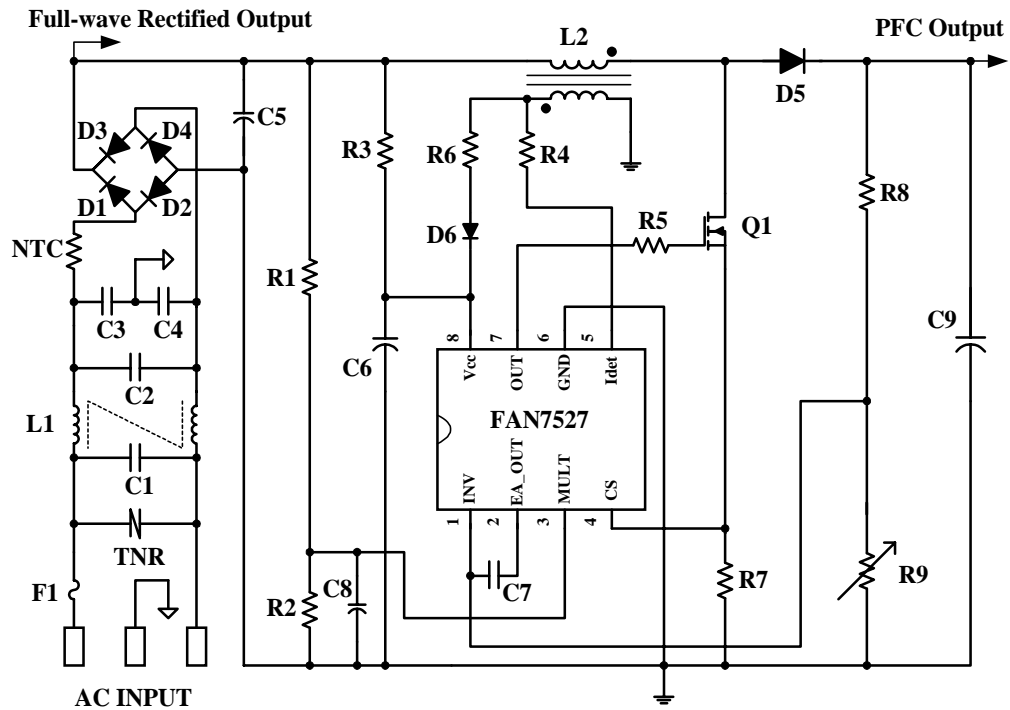 Full-wave Rectified Output
PFC Output
L2
D5
C5
D3
D4
D1
D2
R3
R6
R4
R8
D6
R5
Q1
NTC
R1
C3
C4
C9
C6
8
7
6
5
Vcc
OUT
GND
Idet
C2
L1
FAN7527
C1
INV
EA_OUT
MULT
CS
1
2
3
4
TNR
F1
R2
C8
C7
R7
R9
AC INPUT